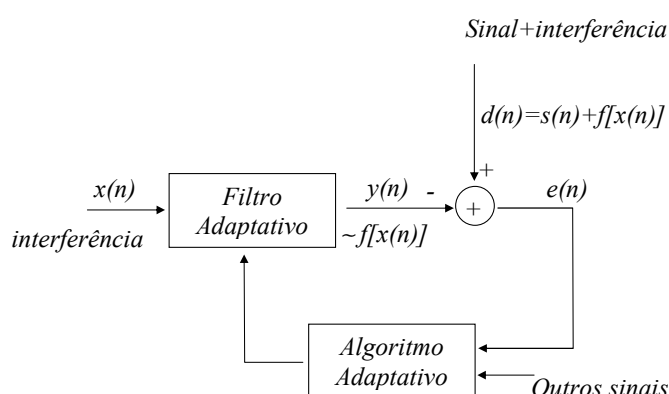 Sinal+interferência
d(n)=s(n)+f[x(n)]
+
x(n)
Filtro
Adaptativo
y(n) -
+
e(n)
interferência
~f[x(n)]
Algoritmo
Adaptativo
Outros sinais